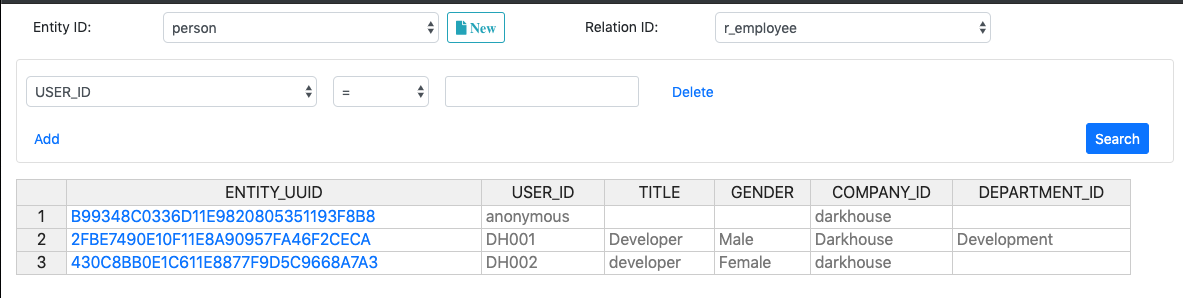 Entity ID: person New Relation ID: r_employee
USER_ID = Delete
Add Search
ENTITY_UUID USER_ID TITLE GENDER COMPANY_ID DEPARTMENT_ID
1 B99348C0336D11E9820805351193F8B8 anonymous darkhouse
2 2FBE7490E10F11E8A90957FA46F2CECA DH001 Developer Male Darkhouse Development
3 430C8BB0E1C611E8877F9D5C9668A7A3 DH002 developer Female darkhouse